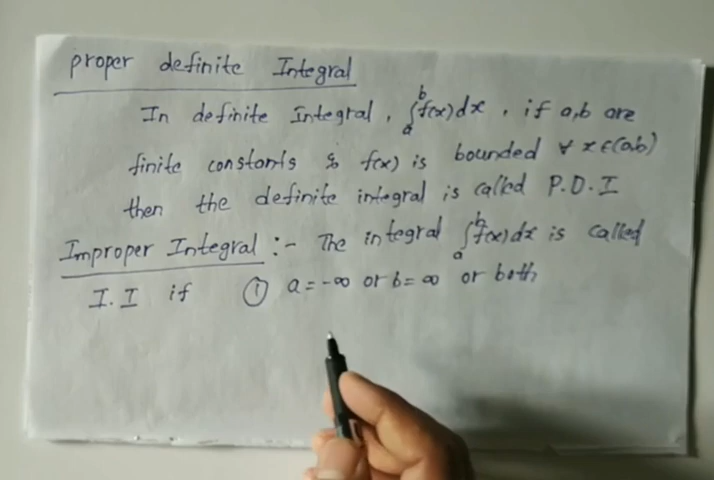 proper definite Integral
In definite Integral, ∫ₐᵇ f(x)dx, if a,b are
finite constants & f(x) is bounded ∀ x∈(a,b)
then the definite integral is called P.D.I
Improper Integral :- The integral ∫ₐᵇ f(x)dx is called
I.I if ① a = -∞ or b = ∞ or both